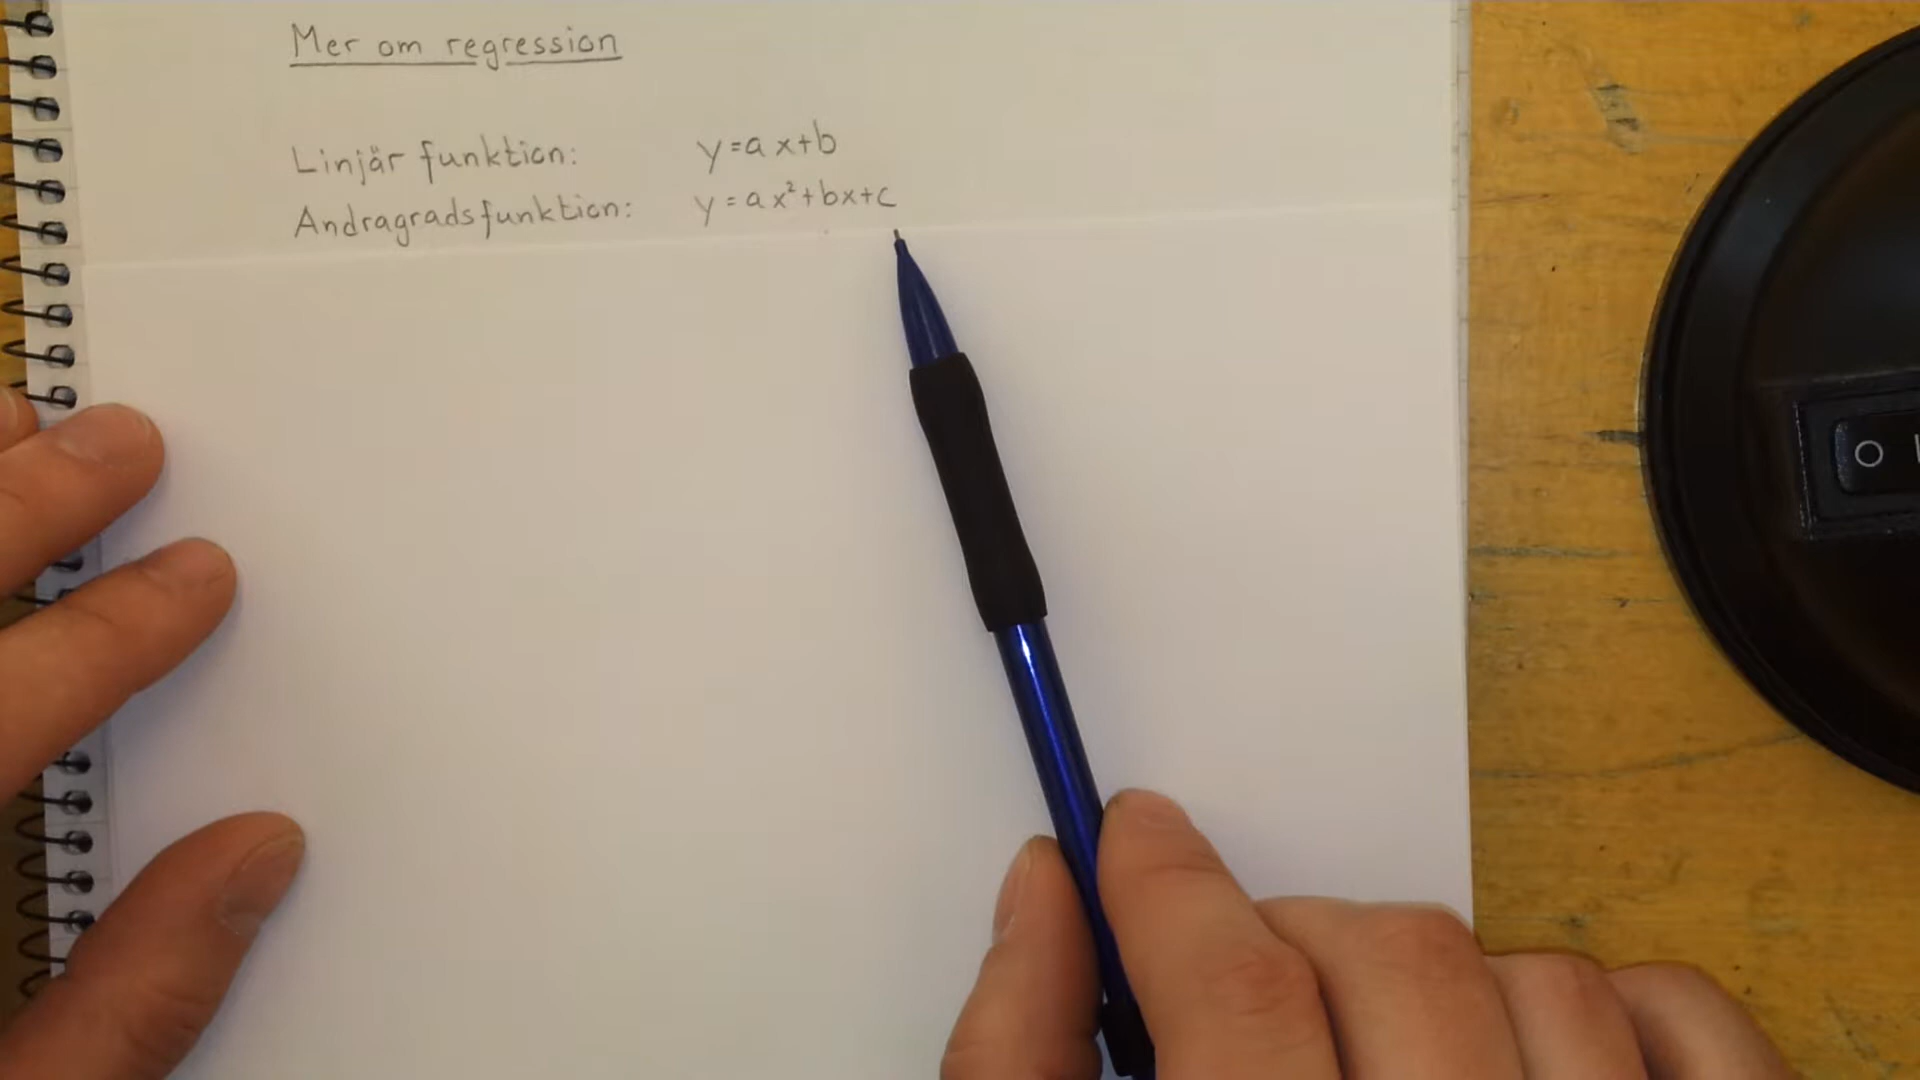 Mer om regression
Linjär funktion: y=ax+b
Andragradsfunktion: y=ax²+bx+c